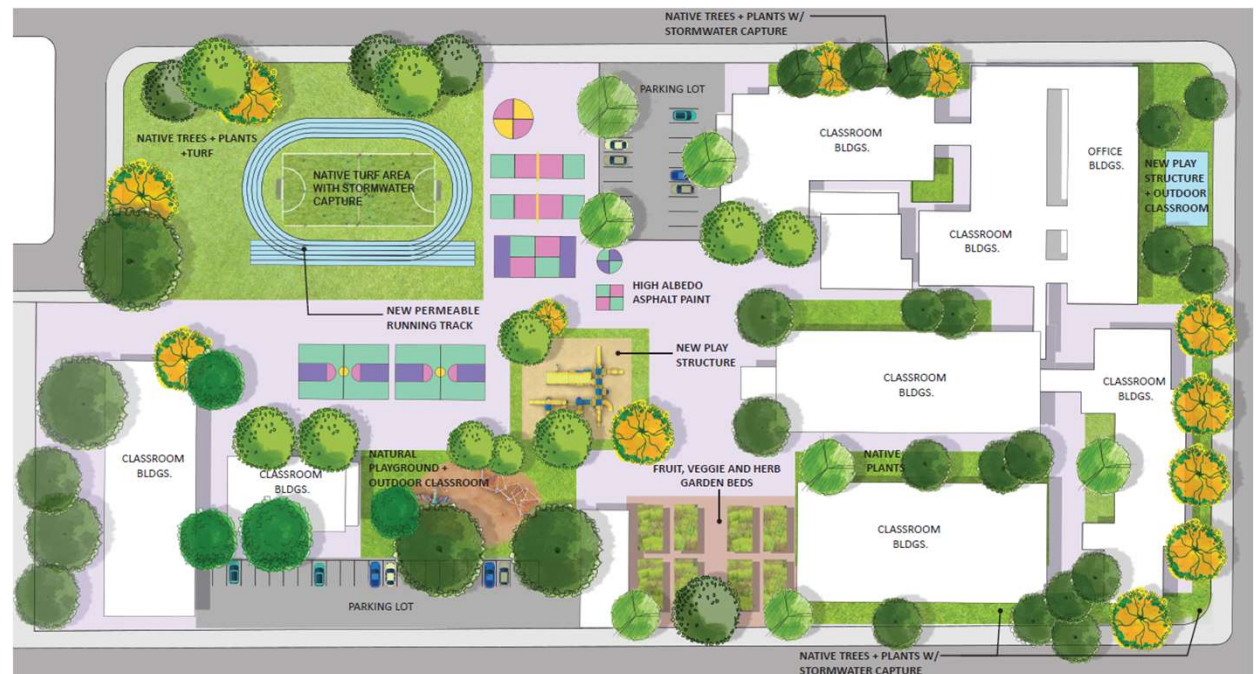 NATIVE TREES + PLANTS W/
STORMWATER CAPTURE
PARKING LOT
NATIVE TREES + PLANTS
+TURF
CLASSROOM
BLDGS.
OFFICE
BLDGS.
NATIVE TURF AREA
WITH STORMWATER
CAPTURE
NEW PLAY
STRUCTURE
+ OUTDOOR
CLASSROOM
CLASSROOM
BLDGS.
HIGH ALBEDO
ASPHALT PAINT
NEW PERMEABLE
RUNNING TRACK
NEW PLAY
STRUCTURE
CLASSROOM
BLDGS.
CLASSROOM
BLDGS.
CLASSROOM
BLDGS.
CLASSROOM
BLDGS.
NATURAL
PLAYGROUND +
OUTDOOR CLASSROOM
FRUIT, VEGGIE AND HERB
GARDEN BEDS
NATIVE
PLANTS
CLASSROOM
BLDGS.
PARKING LOT
NATIVE TREES + PLANTS W/
STORMWATER CAPTURE